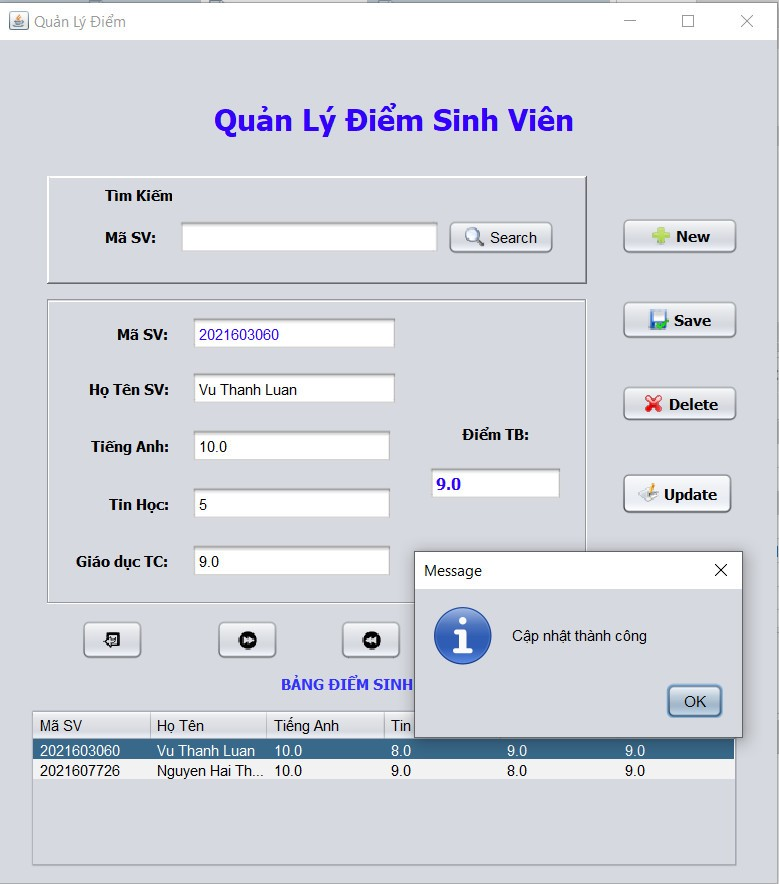 Quản Lý Điểm
Quản Lý Điểm Sinh Viên
Tìm Kiếm
Mã SV:
Search
New
Save
Delete
Update
Mã SV: 2021603060
Họ Tên SV: Vu Thanh Luan
Tiếng Anh: 10.0
Điểm TB:
9.0
Tin Học: 5
Giáo dục TC: 9.0
Message
Cập nhật thành công
OK
BẢNG ĐIỂM SINH
Mã SV Họ Tên Tiếng Anh Tin
2021603060 Vu Thanh Luan 10.0 8.0 9.0 9.0
2021607726 Nguyen Hai Th... 10.0 9.0 8.0 9.0